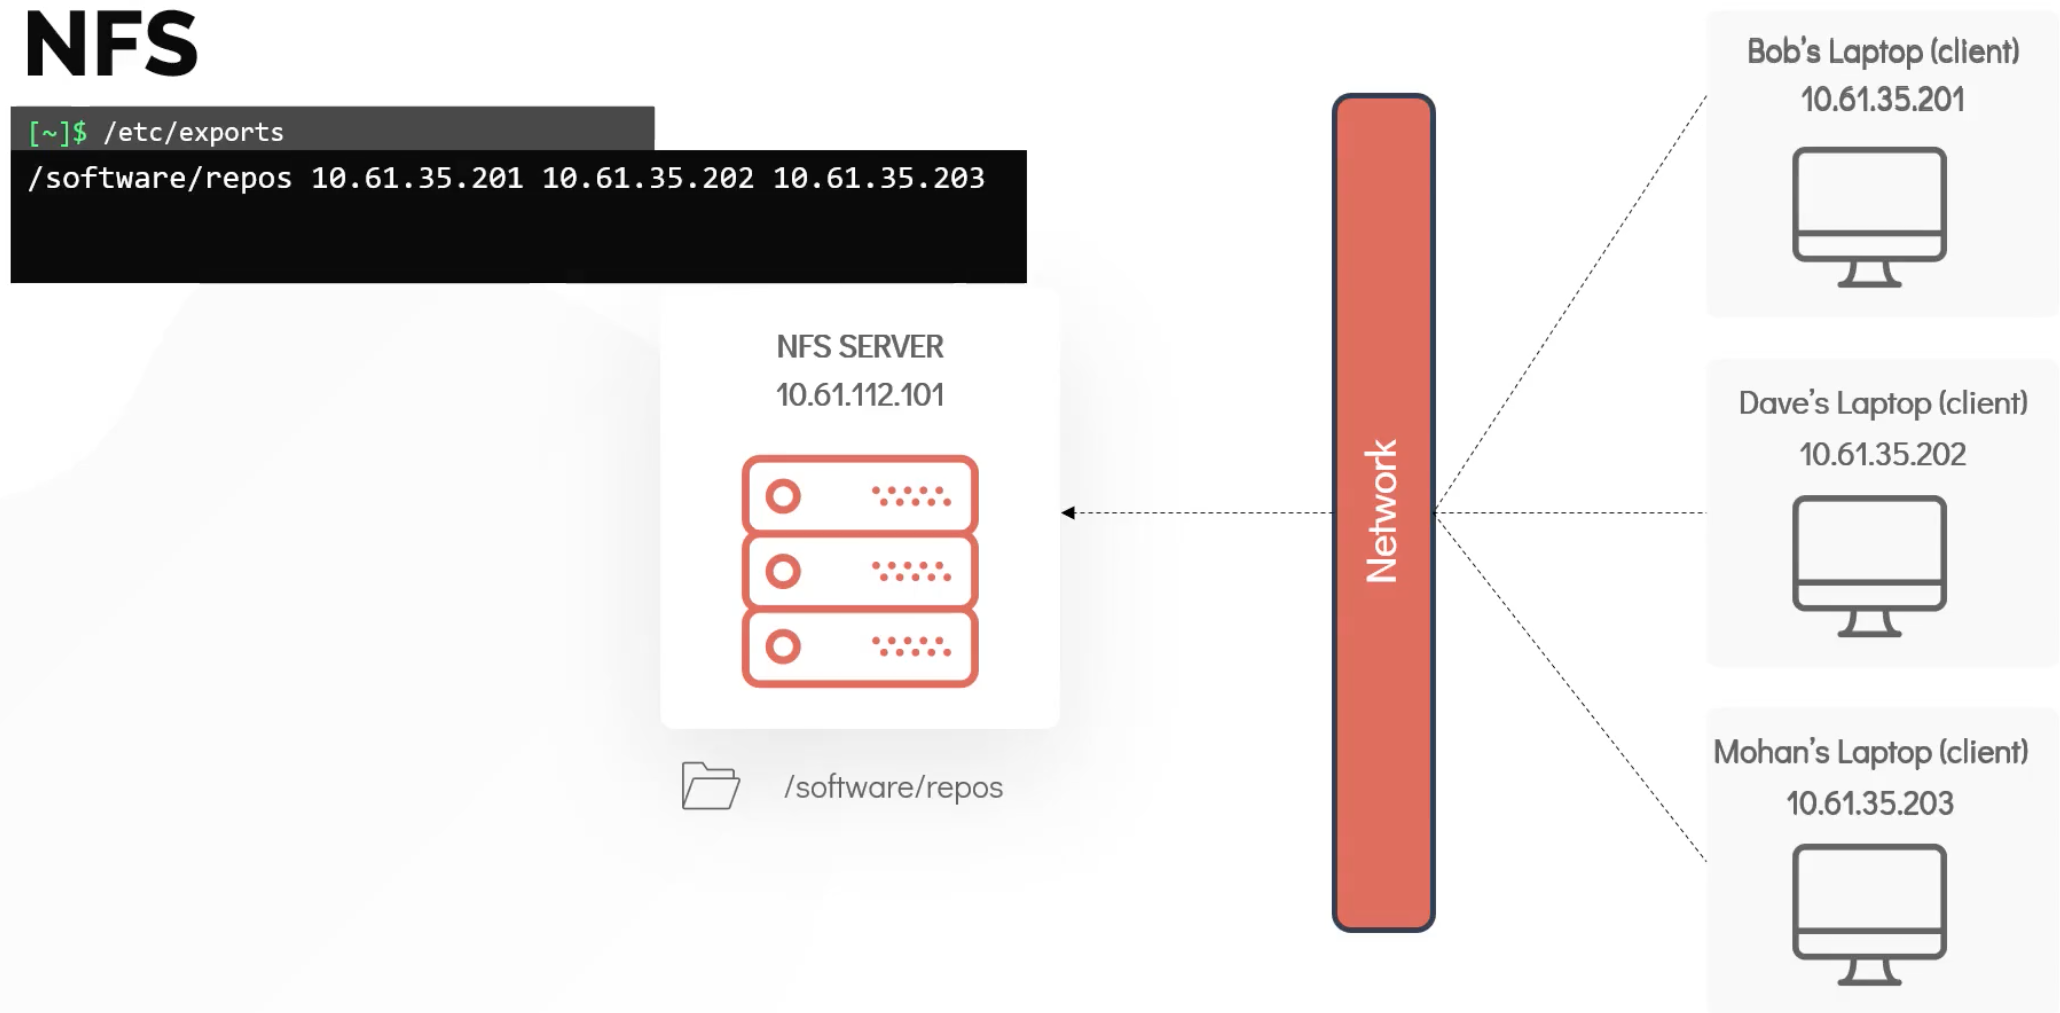 NFS
[~]$ /etc/exports
/software/repos 10.61.35.201 10.61.35.202 10.61.35.203
NFS SERVER
10.61.112.101
/software/repos
Network
Bob's Laptop (client)
10.61.35.201
Dave's Laptop (client)
10.61.35.202
Mohan's Laptop (client)
10.61.35.203